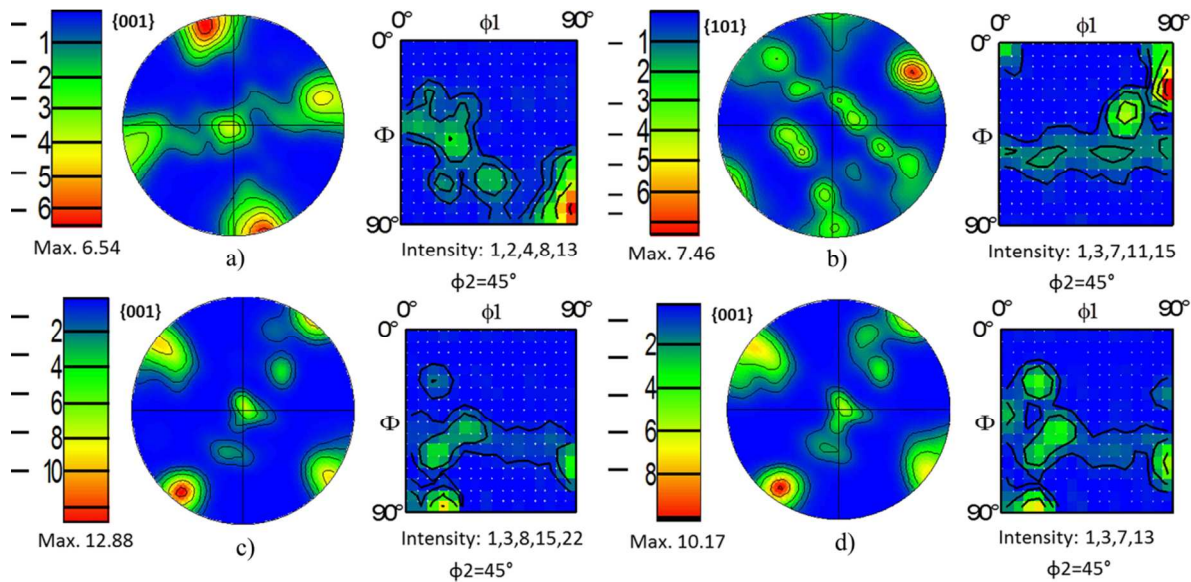 {001}
1
2
3
4
5
6
Max. 6.54
a)
0° ϕ1 90°
0°
Φ
90°
Intensity: 1,2,4,8,13
ϕ2=45°
{101}
1
2
3
4
5
6
Max. 7.46
b)
ϕ1 90°
0°
Φ
90°
Intensity: 1,3,7,11,15
ϕ2=45°
{001}
2
4
6
8
10
Max. 12.88
c)
0° ϕ1 90°
0°
Φ
90°
Intensity: 1,3,8,15,22
ϕ2=45°
{001}
2
4
6
8
Max. 10.17
d)
0° ϕ1 90°
0°
Φ
90°
Intensity: 1,3,7,13
ϕ2=45°